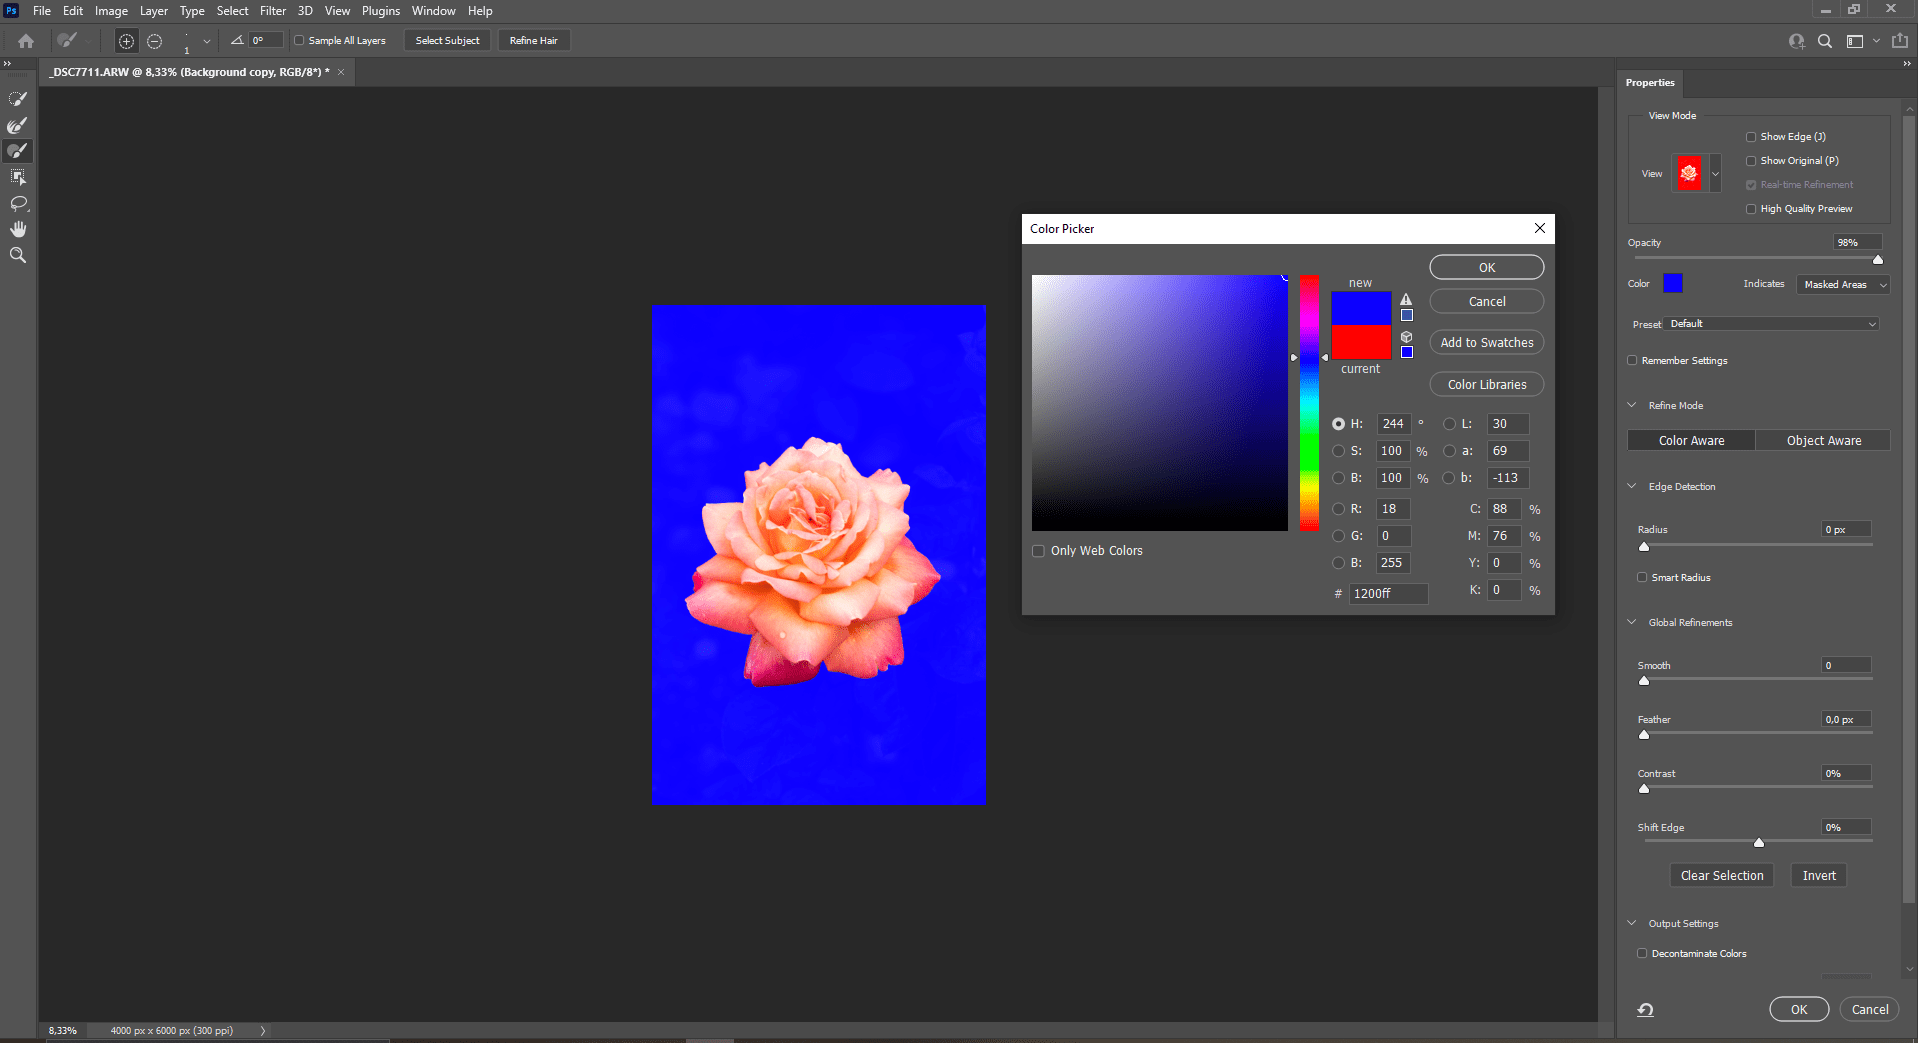 Ps File Edit Image Layer Type Select Filter 3D View Plugins Window Help
1 0° Sample All Layers Select Subject Refine Hair
_DSC7711.ARW @ 8,33% (Background copy, RGB/8*) * ×
Properties
View Mode
Show Edge (J)
Show Original (P)
View
Real-time Refinement
High Quality Preview
Opacity 98%
Color Indicates Masked Areas
Preset Default
Remember Settings
Refine Mode
Color Aware Object Aware
Edge Detection
Radius 0 px
Smart Radius
Global Refinements
Smooth 0
Feather 0,0 px
Contrast 0%
Shift Edge 0%
Clear Selection Invert
Output Settings
Decontaminate Colors
OK Cancel
Color Picker
new
current
OK
Cancel
Add to Swatches
Color Libraries
H: 244 ° L: 30
S: 100 % a: 69
B: 100 % b: -113
R: 18 C: 88 %
G: 0 M: 76 %
B: 255 Y: 0 %
# 1200ff K: 0 %
Only Web Colors
8,33% 4000 px x 6000 px (300 ppi)